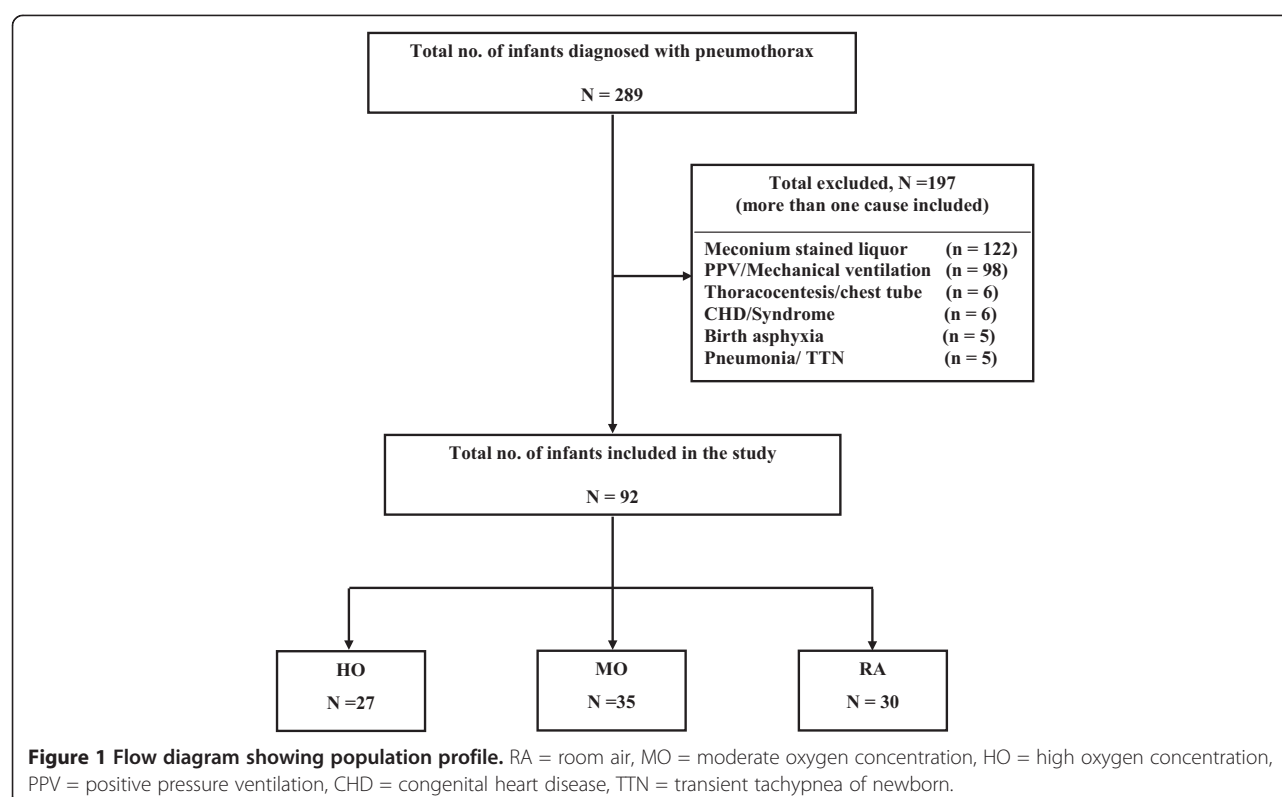 Total no. of infants diagnosed with pneumothorax
N = 289
Total excluded, N =197
(more than one cause included)
Meconium stained liquor (n = 122)
PPV/Mechanical ventilation (n = 98)
Thoracocentesis/chest tube (n = 6)
CHD/Syndrome (n = 6)
Birth asphyxia (n = 5)
Pneumonia/ TTN (n = 5)
Total no. of infants included in the study
N = 92
HO
N =27
MO
N =35
RA
N = 30
Figure 1 Flow diagram showing population profile. RA = room air, MO = moderate oxygen concentration, HO = high oxygen concentration,
PPV = positive pressure ventilation, CHD = congenital heart disease, TTN = transient tachypnea of newborn.